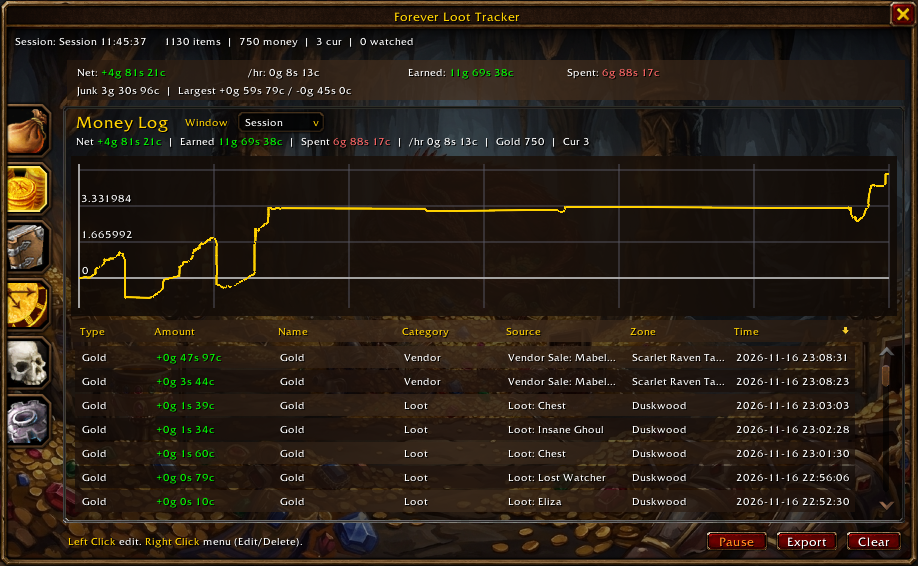 Forever Loot Tracker
Session: Session 11:45:37 1130 items | 750 money | 3 cur | 0 watched
Net: +4g 81s 21c /hr: 0g 8s 13c Earned: 11g 69s 38c Spent: 6g 88s 17c
Junk 3g 30s 96c | Largest +0g 59s 79c / -0g 45s 0c
Money Log Window Session v
Net +4g 81s 21c | Earned 11g 69s 38c | Spent 6g 88s 17c | /hr 0g 8s 13c | Gold 750 | Cur 3
3.331984
1.665992
0
Type Amount Name Category Source Zone Time
Gold +0g 47s 97c Gold Vendor Vendor Sale: Mabel... Scarlet Raven Ta... 2026-11-16 23:08:31
Gold +0g 3s 44c Gold Vendor Vendor Sale: Mabel... Scarlet Raven Ta... 2026-11-16 23:08:23
Gold +0g 1s 39c Gold Loot Loot: Chest Duskwood 2026-11-16 23:03:03
Gold +0g 1s 34c Gold Loot Loot: Insane Ghoul Duskwood 2026-11-16 23:02:28
Gold +0g 1s 60c Gold Loot Loot: Chest Duskwood 2026-11-16 23:01:30
Gold +0g 0s 79c Gold Loot Loot: Lost Watcher Duskwood 2026-11-16 22:56:06
Gold +0g 0s 10c Gold Loot Loot: Eliza Duskwood 2026-11-16 22:52:30
Left Click edit. Right Click menu (Edit/Delete). Pause Export Clear